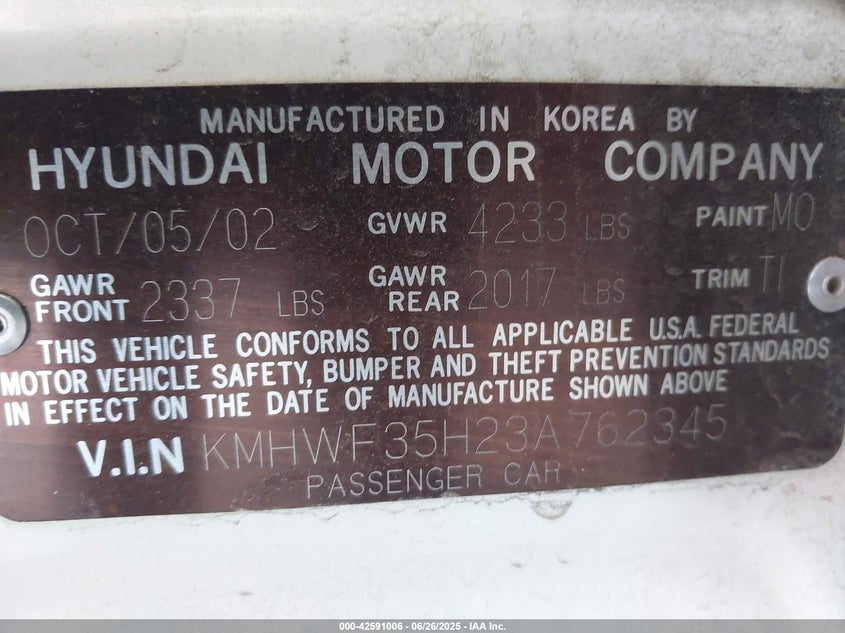 MANUFACTURED IN KOREA BY
HYUNDAI MOTOR COMPANY
OCT/05/02 GVWR 4233 LBS PAINT MO
GAWR FRONT 2337 LBS GAWR REAR 2017 LBS TRIM TI
THIS VEHICLE CONFORMS TO ALL APPLICABLE U.S.A. FEDERAL
MOTOR VEHICLE SAFETY, BUMPER AND THEFT PREVENTION STANDARDS
IN EFFECT ON THE DATE OF MANUFACTURE SHOWN ABOVE
V.I.N KMHWF35H23A762345
PASSENGER CAR
000-42591006 - 06/26/2025 - IAA Inc.